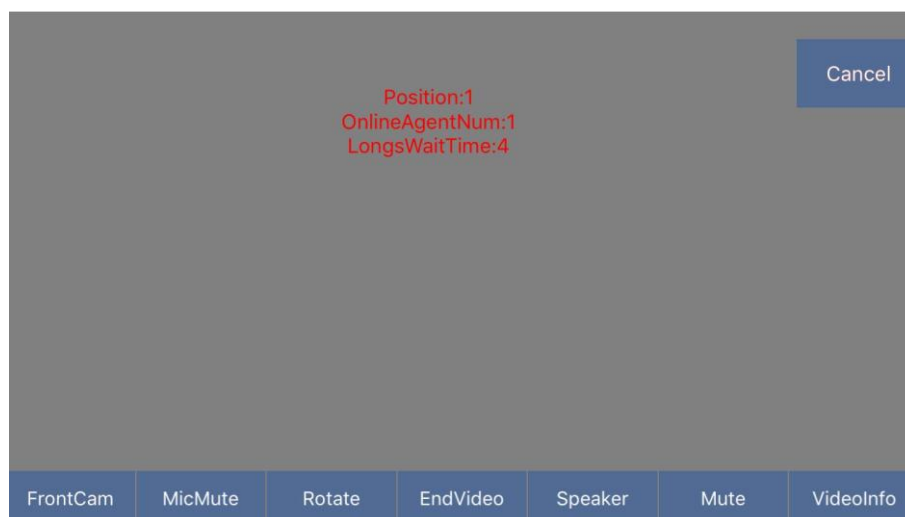 Cancel
Position:1
OnlineAgentNum:1
LongsWaitTime:4
FrontCam MicMute Rotate EndVideo Speaker Mute VideoInfo